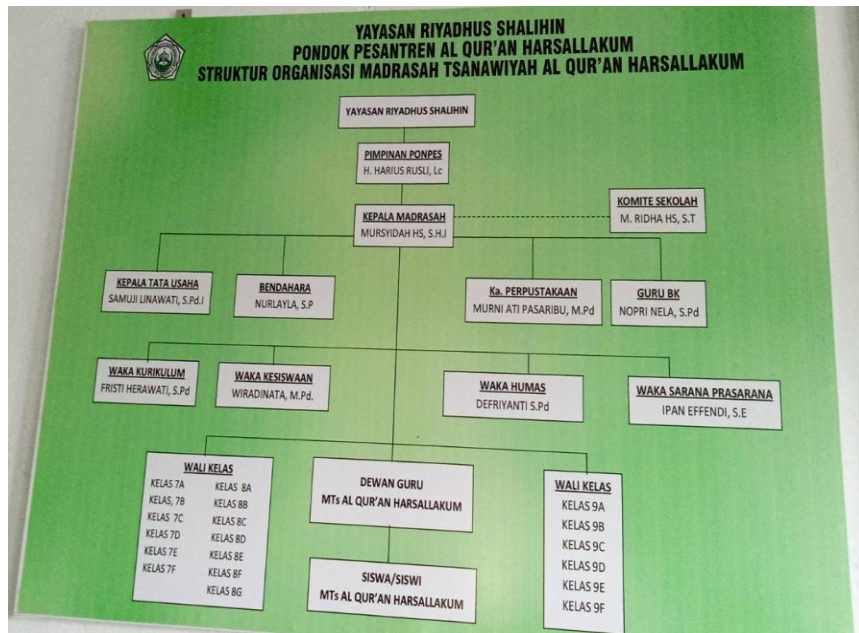 YAYASAN RIYADHUS SHALIHIN
PONDOK PESANTREN AL QUR'AN HARSALLAKUM
STRUKTUR ORGANISASI MADRASAH TSANAWIYAH AL QUR'AN HARSALLAKUM
YAYASAN RIYADHUS SHALIHIN
PIMPINAN PONPES
H. HARIUS RUSLI, Lc
KEPALA MADRASAH
MURSYIDAH HS, S.H.I
KOMITE SEKOLAH
M. RIDHA HS, S.T
KEPALA TATA USAHA
SAMUJI LINAWATI, S.Pd.I
BENDAHARA
NURLAYLA, S.P
Ka. PERPUSTAKAAN
MURNI ATI PASARIBU, M.Pd
GURU BK
NOPRI NELA, S.Pd
WAKA KURIKULUM
FRISTI HERAWATI, S.Pd
WAKA KESISWAAN
WIRADINATA, M.Pd.
WAKA HUMAS
DEFRIYANTI S.Pd
WAKA SARANA PRASARANA
IPAN EFFENDI, S.E
WALI KELAS
KELAS 7A
KELAS, 7B
KELAS 7C
KELAS 7D
KELAS 7E
KELAS 7F
KELAS 8A
KELAS 8B
KELAS 8C
KELAS 8D
KELAS 8E
KELAS 8F
KELAS 8G
DEWAN GURU
MTs AL QUR'AN HARSALLAKUM
SISWA/SISWI
MTs AL QUR'AN HARSALLAKUM
WALI KELAS
KELAS 9A
KELAS 9B
KELAS 9C
KELAS 9D
KELAS 9E
KELAS 9F